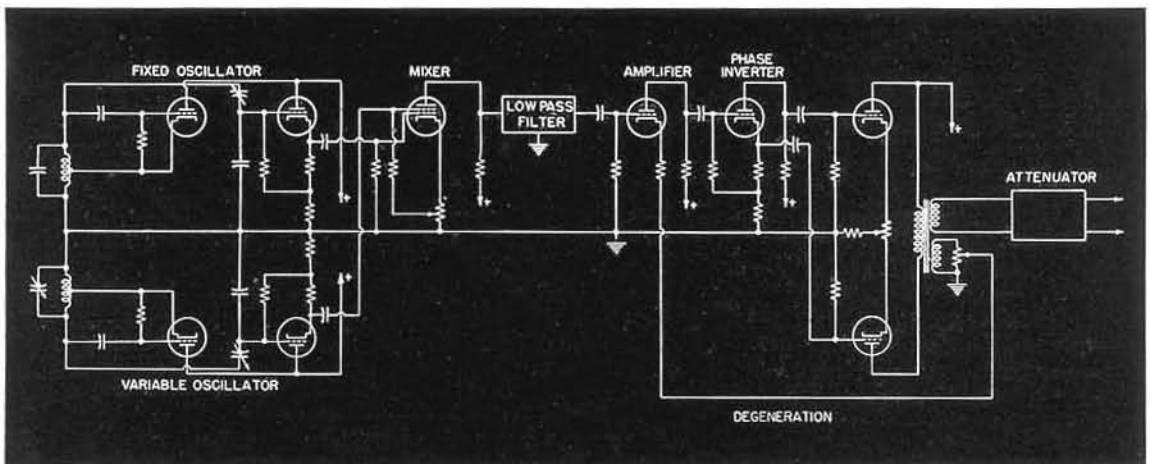 FIXED OSCILLATOR
MIXER
AMPLIFIER
PHASE
INVERTER
LOW PASS
FILTER
ATTENUATOR
VARIABLE OSCILLATOR
DEGENERATION
+
+
+
+
+
+